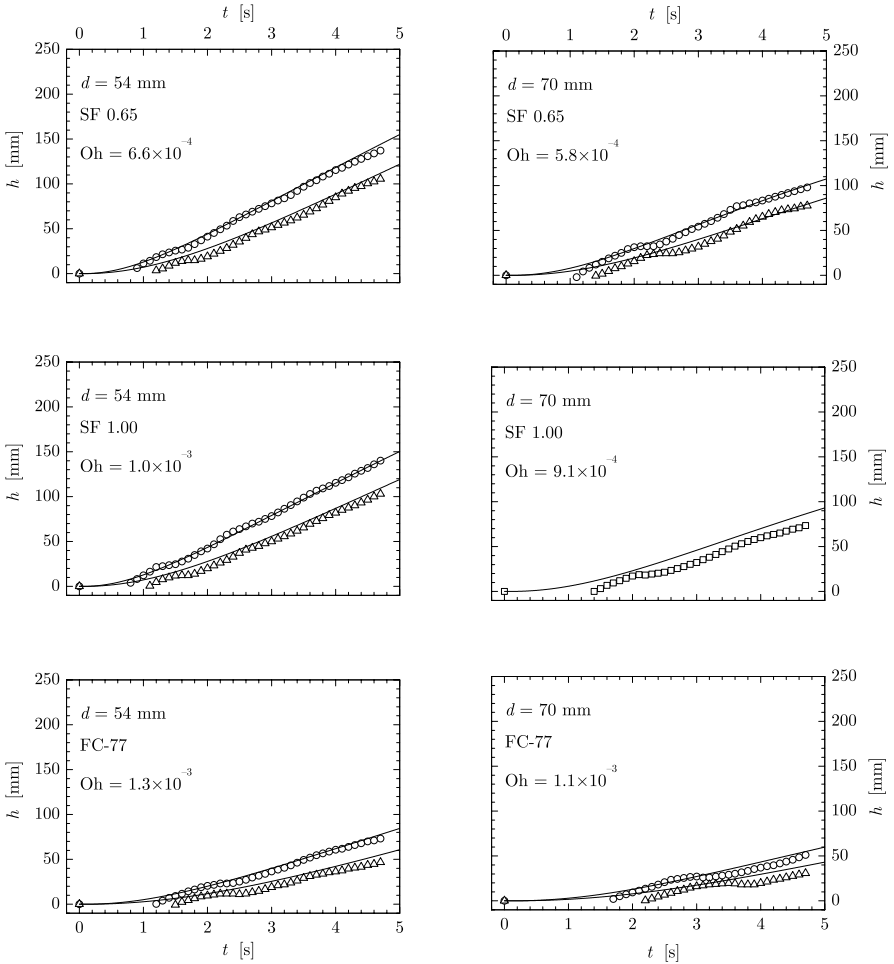 t [s]
t [s]
0 1 2 3 4 5
0 1 2 3 4 5
250
200
150
100
50
0
h [mm]
d = 54 mm
SF 0.65
Oh = 6.6×10⁻⁴
250
200
150
100
50
0
h [mm]
d = 70 mm
SF 0.65
Oh = 5.8×10⁻⁴
250
200
150
100
50
0
h [mm]
d = 54 mm
SF 1.00
Oh = 1.0×10⁻³
250
200
150
100
50
0
h [mm]
d = 70 mm
SF 1.00
Oh = 9.1×10⁻⁴
250
200
150
100
50
0
h [mm]
d = 54 mm
FC-77
Oh = 1.3×10⁻³
250
200
150
100
50
0
h [mm]
d = 70 mm
FC-77
Oh = 1.1×10⁻³
0 1 2 3 4 5
0 1 2 3 4 5
t [s]
t [s]